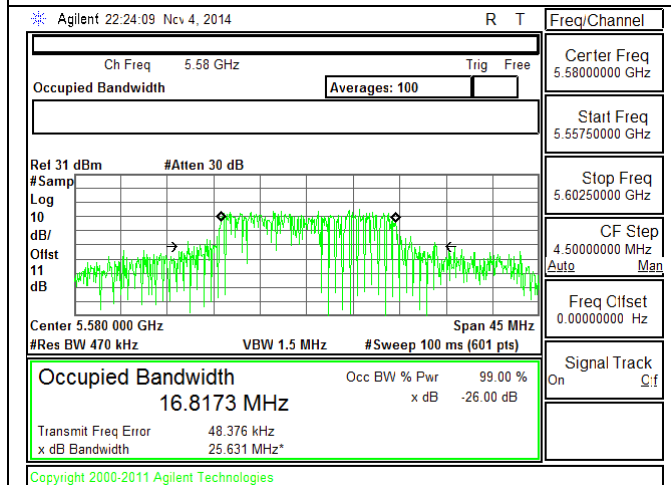 Agilent 22:24:09 Nov 4, 2014 R T Freq/Channel
Ch Freq 5.58 GHz Trig Free
Occupied Bandwidth Averages: 100
Center Freq
5.58000000 GHz
Start Freq
5.55750000 GHz
Stop Freq
5.60250000 GHz
CF Step
4.50000000 MHz
Auto Man
Freq Offset
0.00000000 Hz
Signal Track
On Off
Ref 31 dBm #Atten 30 dB
#Samp
Log
10
dB/
Offst
11
dB
Center 5.580 000 GHz Span 45 MHz
#Res BW 470 kHz VBW 1.5 MHz #Sweep 100 ms (601 pts)
Occupied Bandwidth Occ BW % Pwr 99.00 %
16.8173 MHz x dB -26.00 dB
Transmit Freq Error 48.376 kHz
x dB Bandwidth 25.631 MHz*
Copyright 2000-2011 Agilent Technologies